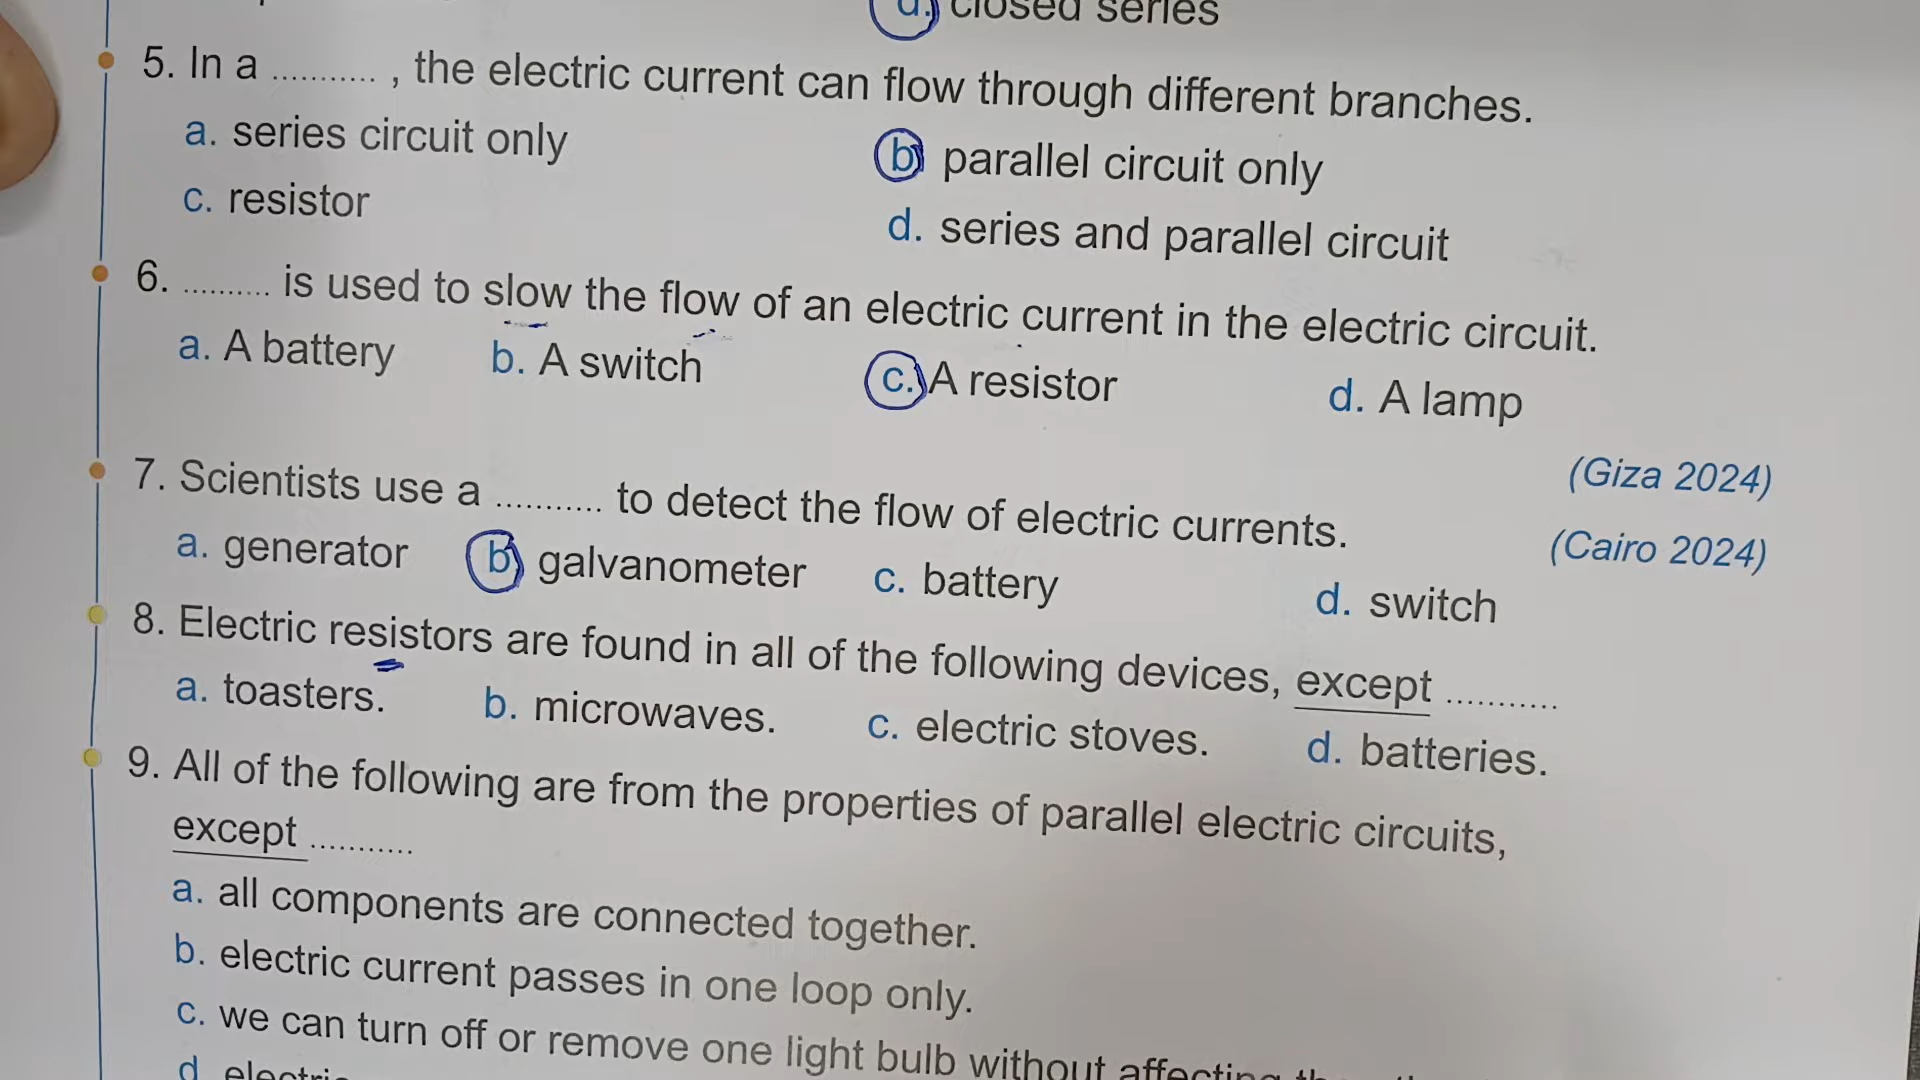 closed series
5. In a ........... , the electric current can flow through different branches.
a. series circuit only
b. parallel circuit only
c. resistor
d. series and parallel circuit
6. .......... is used to slow the flow of an electric current in the electric circuit.
a. A battery b. A switch c. A resistor d. A lamp
(Giza 2024)
7. Scientists use a ........... to detect the flow of electric currents.
(Cairo 2024)
a. generator b. galvanometer c. battery d. switch
8. Electric resistors are found in all of the following devices, except ...........
a. toasters. b. microwaves. c. electric stoves. d. batteries.
9. All of the following are from the properties of parallel electric circuits,
except ...........
a. all components are connected together.
b. electric current passes in one loop only.
c. we can turn off or remove one light bulb without affecting
d